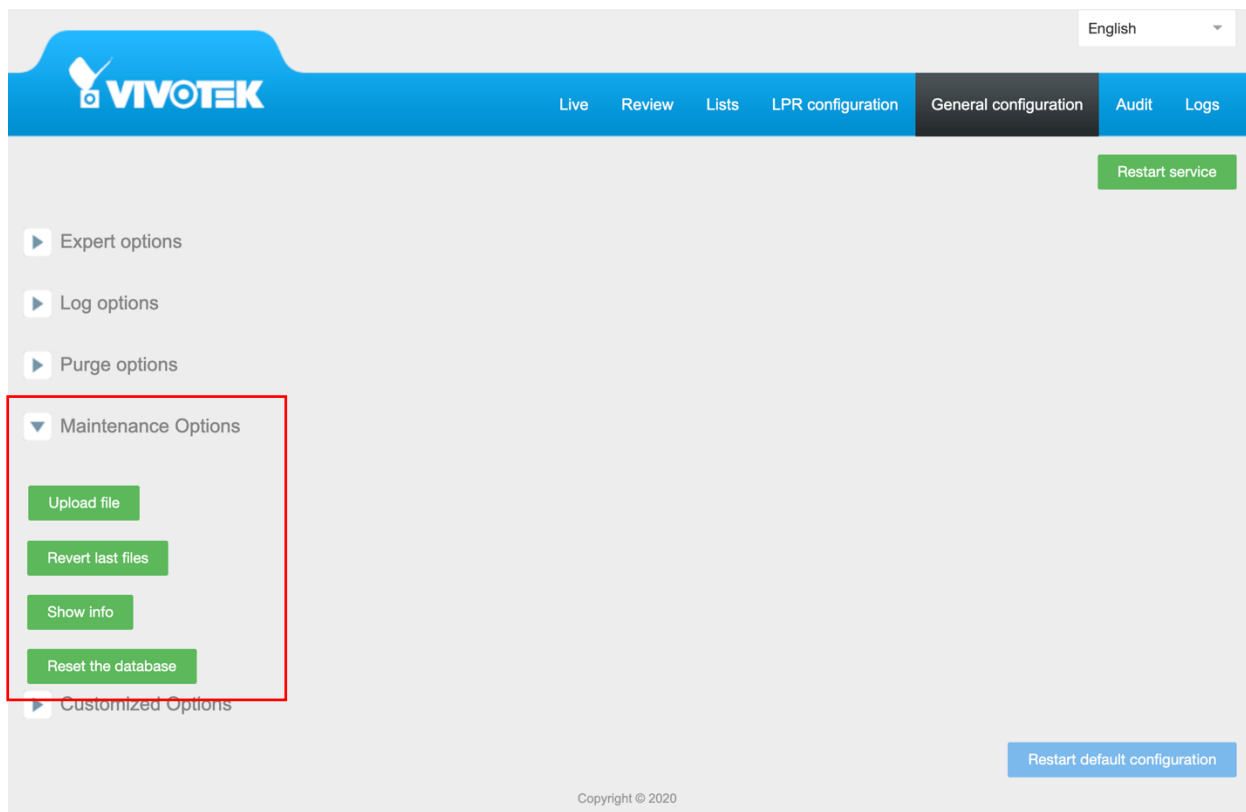 English
VIVOTEK
Live Review Lists LPR configuration General configuration Audit Logs
Restart service
Expert options
Log options
Purge options
Maintenance Options
Upload file
Revert last files
Show info
Reset the database
Customized Options
Restart default configuration
Copyright © 2020